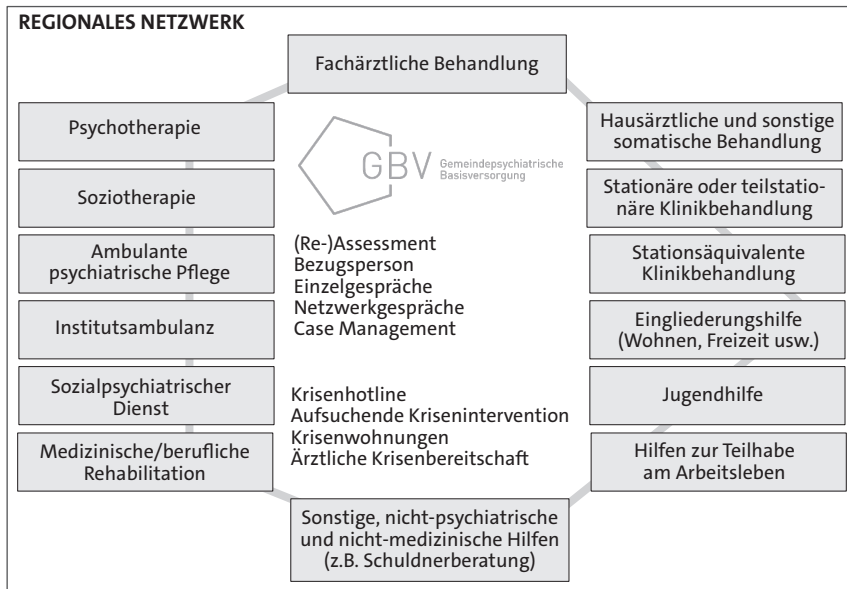 REGIONALES NETZWERK
Fachärztliche Behandlung
Psychotherapie
Soziotherapie
Ambulante
psychiatrische Pflege
Institutsambulanz
Sozialpsychiatrischer
Dienst
Medizinische/berufliche
Rehabilitation
GBV
Gemeindepsychiatrische
Basisversorgung
(Re-)Assessment
Bezugsperson
Einzelgespräche
Netzwerkgespräche
Case Management
Krisenhotline
Aufsuchende Krisenintervention
Krisenwohnungen
Ärztliche Krisenbereitschaft
Hausärztliche und sonstige
somatische Behandlung
Stationäre oder teilstatio-
näre Klinikbehandlung
Stationsäquivalente
Klinikbehandlung
Eingliederungshilfe
(Wohnen, Freizeit usw.)
Jugendhilfe
Hilfen zur Teilhabe
am Arbeitsleben
Sonstige, nicht-psychiatrische
und nicht-medizinische Hilfen
(z.B. Schuldnerberatung)